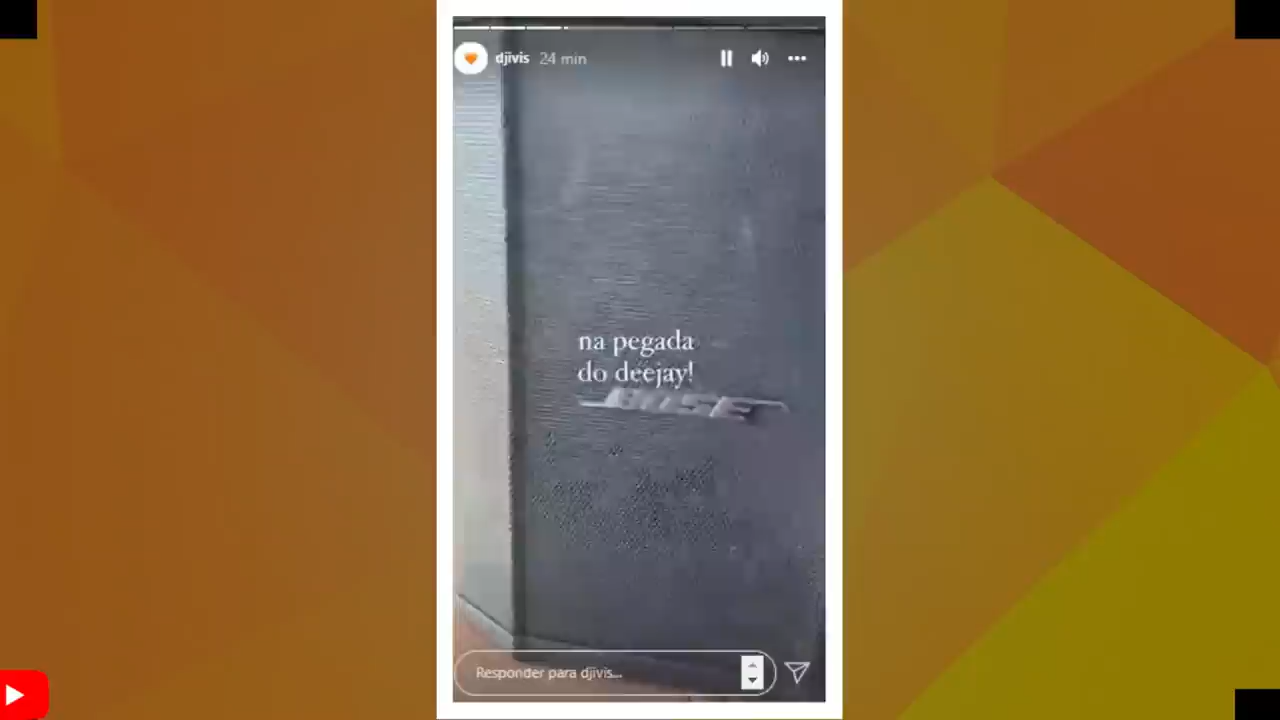 djivis 24 min
na pegada
do deejay!
BOSE
Responder para djivis...